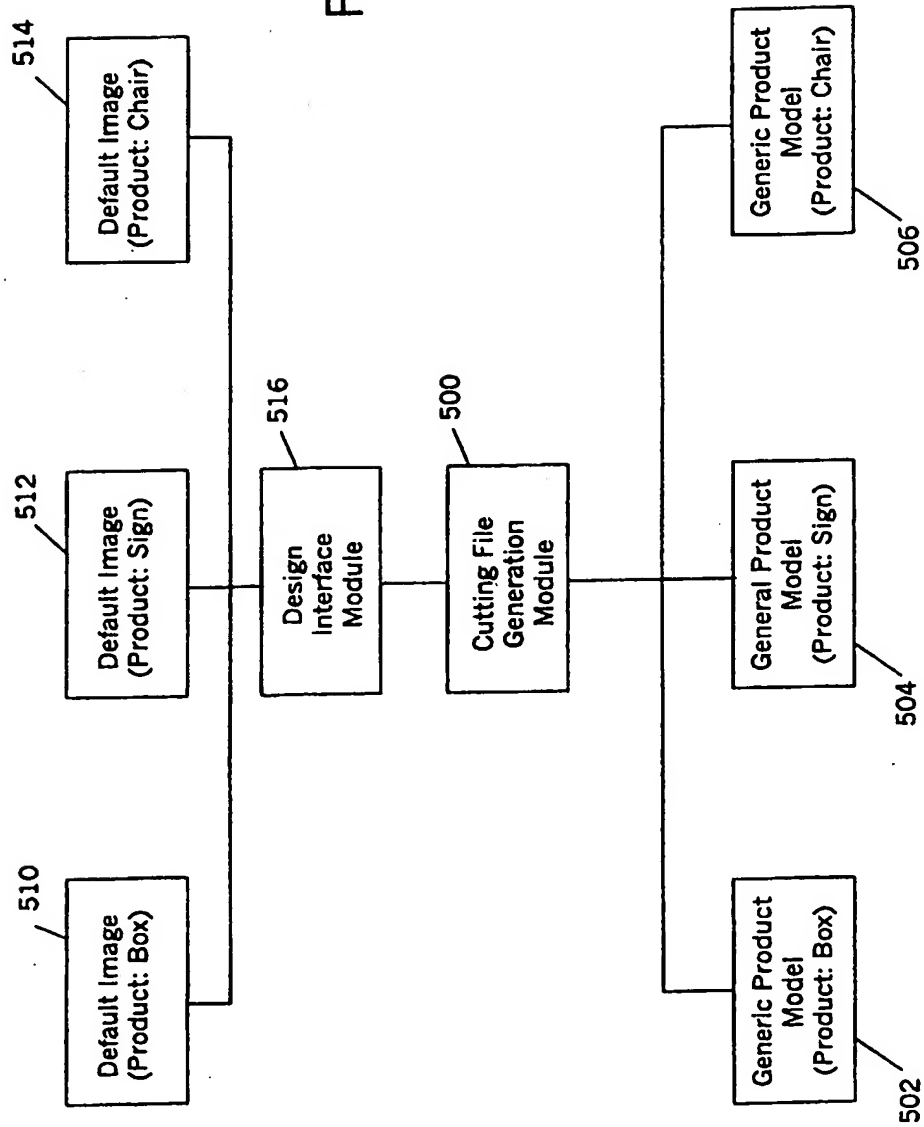 510
Default Image
(Product: Box)
512
Default Image
(Product: Sign)
514
Default Image
(Product: Chair)
516
Design
Interface
Module
500
Cutting File
Generation
Module
Generic Product
Model
(Product: Box)
502
General Product
Model
(Product: Sign)
504
Generic Product
Model
(Product: Chair)
506